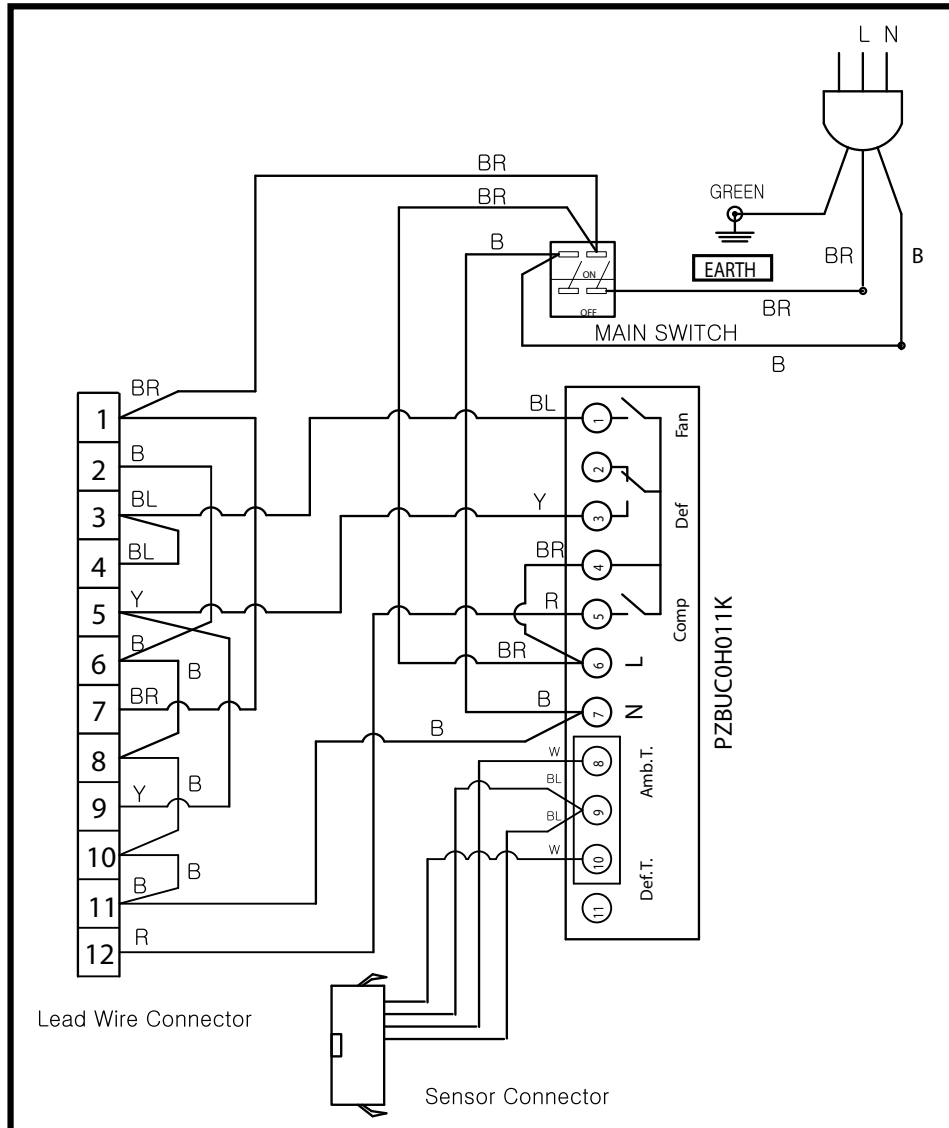 L N
BR
BR
GREEN
B
BR
B
EARTH
ON
BR
OFF
MAIN SWITCH
B
BR
BL
1
1
Fan
B
2
2
BL
Y
3
3
Def
BR
BL
4
4
Y
R
5
5
Comp
B
BR
6
B
6
L
BR
B
7
7
N
PZBUC0H011K
B
W
8
8
Amb.T.
BL
B
Y
9
9
BL
10
W
10
B
B
Def.T.
11
11
R
12
Lead Wire Connector
Sensor Connector